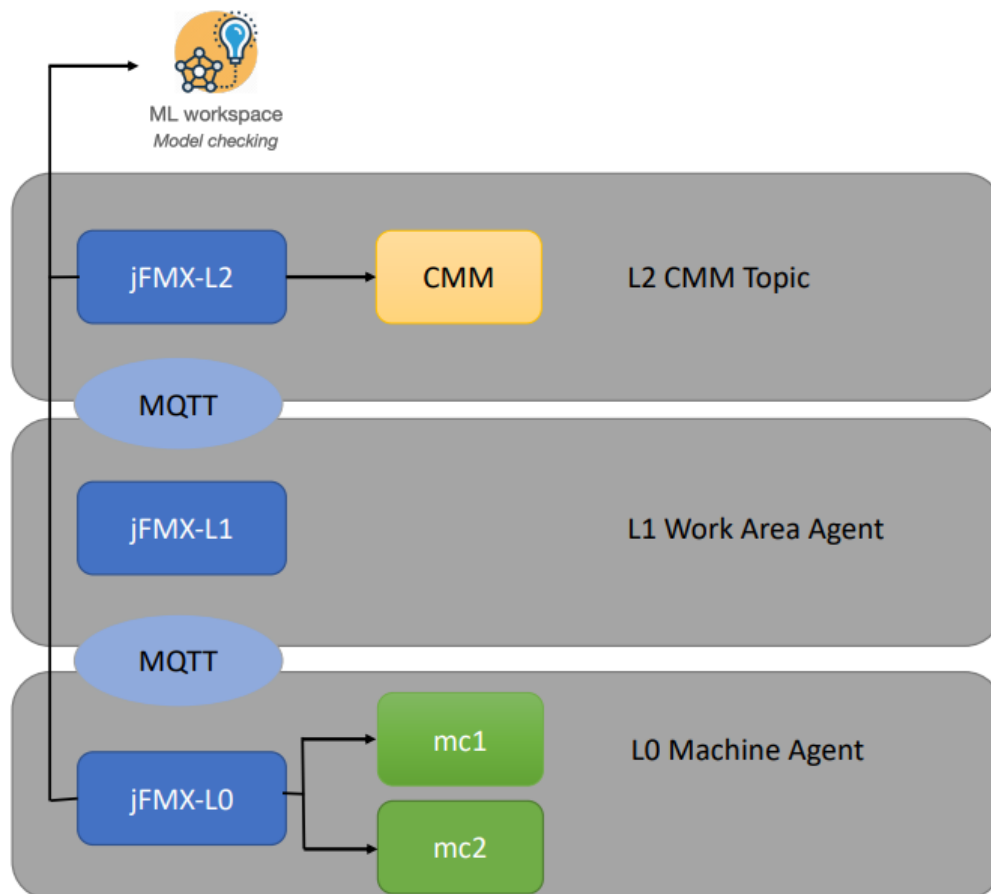 ML workspace
Model checking
jFMX-L2
CMM
L2 CMM Topic
MQTT
jFMX-L1
L1 Work Area Agent
MQTT
mc1
L0 Machine Agent
jFMX-L0
mc2